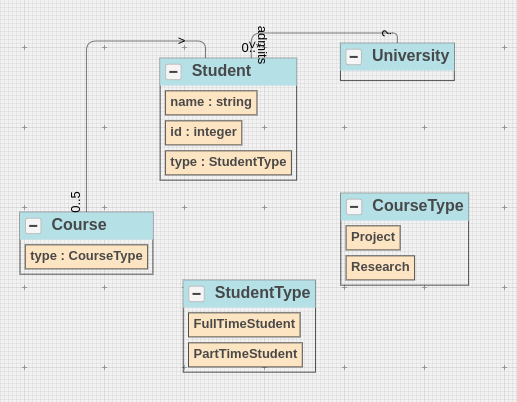 >
?
admits
Student
name : string
id : integer
type : StudentType
University
0..5
Course
type : CourseType
CourseType
Project
Research
StudentType
FullTimeStudent
PartTimeStudent